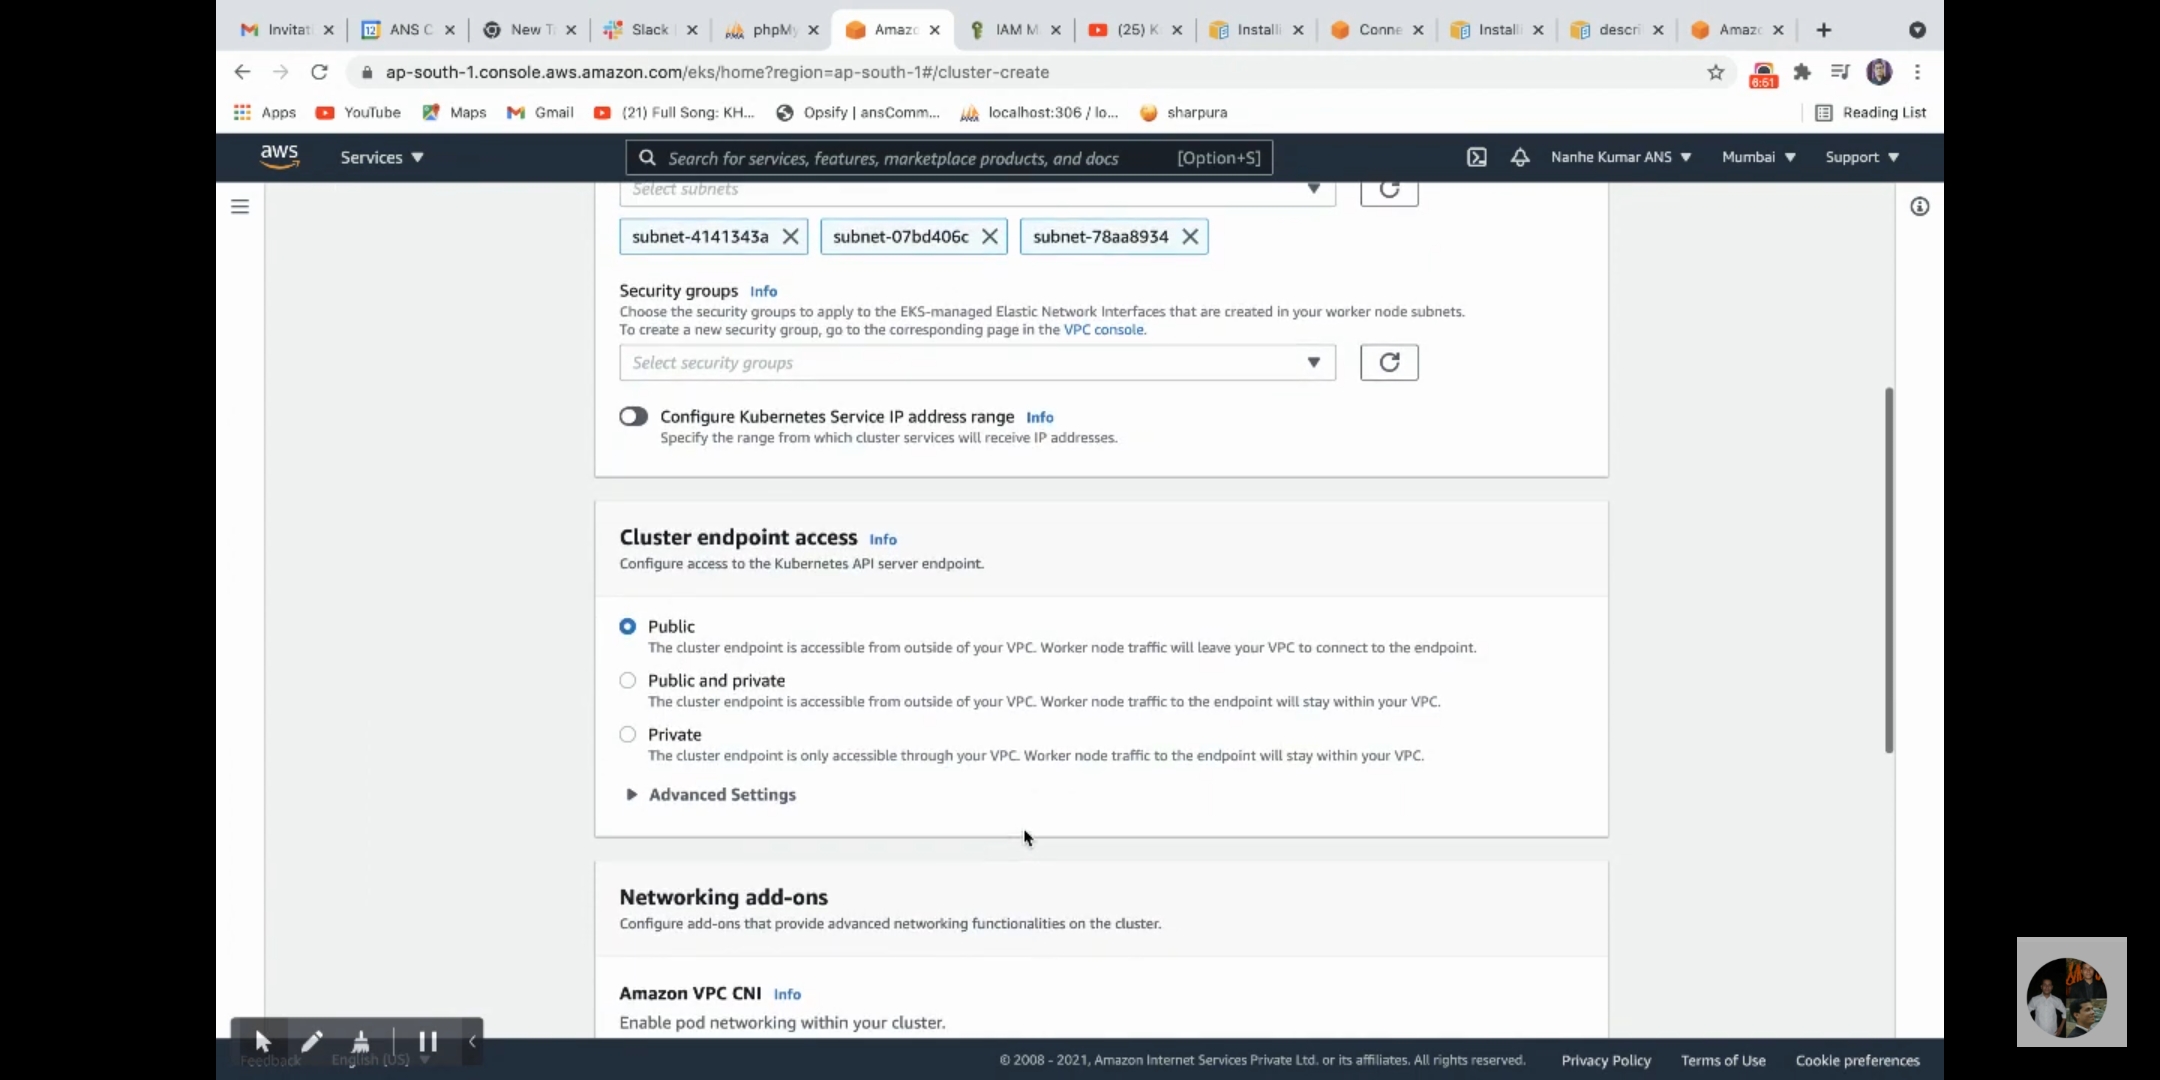 Invitat
12
ANS C
New T
Slack
phpMy
Amazo
IAM M
(25) K
Install
Conne
Install
descri
Amazo
ap-south-1.console.aws.amazon.com/eks/home?region=ap-south-1#/cluster-create
6:51
Apps
YouTube
Maps
Gmail
(21) Full Song: KH...
Opsify | ansComm...
localhost:306 / lo...
sharpura
Reading List
aws
Services
Search for services, features, marketplace products, and docs
[Option+S]
Nanhe Kumar ANS
Mumbai
Support
Select subnets
subnet-4141343a
subnet-07bd406c
subnet-78aa8934
Security groups Info
Choose the security groups to apply to the EKS-managed Elastic Network Interfaces that are created in your worker node subnets.
To create a new security group, go to the corresponding page in the VPC console.
Select security groups
Configure Kubernetes Service IP address range Info
Specify the range from which cluster services will receive IP addresses.
Cluster endpoint access Info
Configure access to the Kubernetes API server endpoint.
Public
The cluster endpoint is accessible from outside of your VPC. Worker node traffic will leave your VPC to connect to the endpoint.
Public and private
The cluster endpoint is accessible from outside of your VPC. Worker node traffic to the endpoint will stay within your VPC.
Private
The cluster endpoint is only accessible through your VPC. Worker node traffic to the endpoint will stay within your VPC.
Advanced Settings
Networking add-ons
Configure add-ons that provide advanced networking functionalities on the cluster.
Amazon VPC CNI Info
Enable pod networking within your cluster.
Feedback
English (US)
© 2008 - 2021, Amazon Internet Services Private Ltd. or its affiliates. All rights reserved.
Privacy Policy
Terms of Use
Cookie preferences